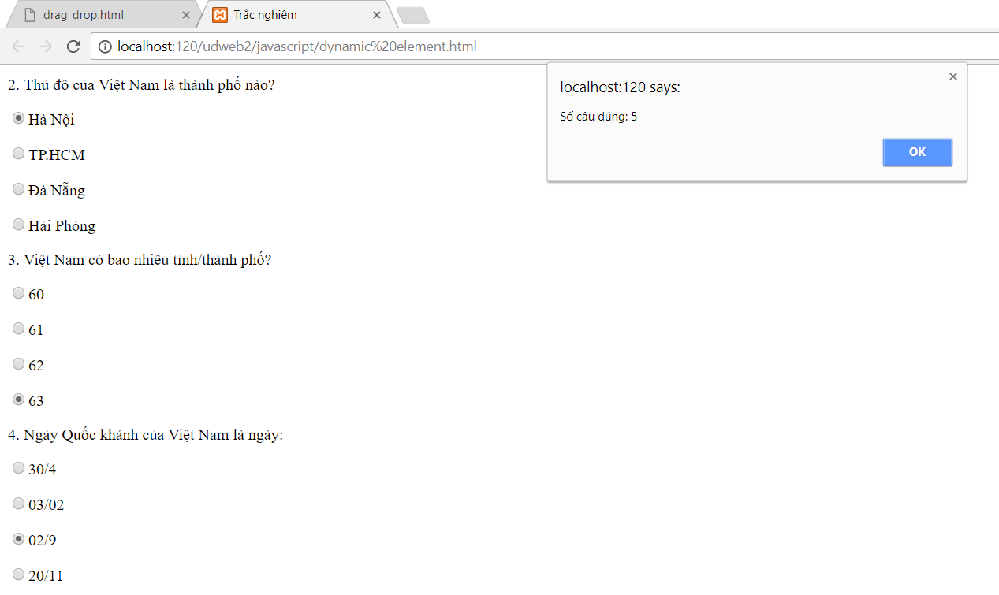 drag_drop.html
Trắc nghiệm
localhost:120/udweb2/javascript/dynamic%20element.html
localhost:120 says:
Số câu đúng: 5
OK
2. Thủ đô của Việt Nam là thành phố nào?
Hà Nội
TP.HCM
Đà Nẵng
Hải Phòng
3. Việt Nam có bao nhiêu tỉnh/thành phố?
60
61
62
63
4. Ngày Quốc khánh của Việt Nam là ngày:
30/4
03/02
02/9
20/11